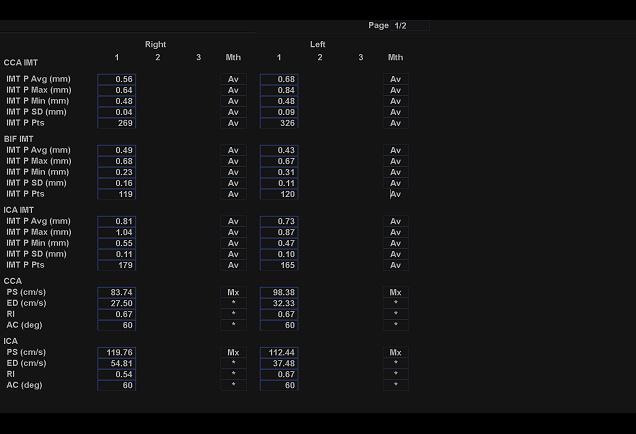 Page 1/2
Right Left
1 2 3 Mth 1 2 3 Mth
CCA IMT
IMT P Avg (mm) 0.56 Av 0.68 Av
IMT P Max (mm) 0.64 Av 0.84 Av
IMT P Min (mm) 0.48 Av 0.48 Av
IMT P SD (mm) 0.04 Av 0.09 Av
IMT P Pts 269 Av 326 Av
BIF IMT
IMT P Avg (mm) 0.49 Av 0.43 Av
IMT P Max (mm) 0.68 Av 0.67 Av
IMT P Min (mm) 0.23 Av 0.31 Av
IMT P SD (mm) 0.16 Av 0.11 Av
IMT P Pts 119 Av 120 Av
ICA IMT
IMT P Avg (mm) 0.81 Av 0.73 Av
IMT P Max (mm) 1.04 Av 0.87 Av
IMT P Min (mm) 0.55 Av 0.47 Av
IMT P SD (mm) 0.11 Av 0.10 Av
IMT P Pts 179 Av 165 Av
CCA
PS (cm/s) 83.74 Mx 98.38 Mx
ED (cm/s) 27.50 * 32.33 *
RI 0.67 * 0.67 *
AC (deg) 60 * 60 *
ICA
PS (cm/s) 119.76 Mx 112.44 Mx
ED (cm/s) 54.81 * 37.48 *
RI 0.54 * 0.67 *
AC (deg) 60 * 60 *